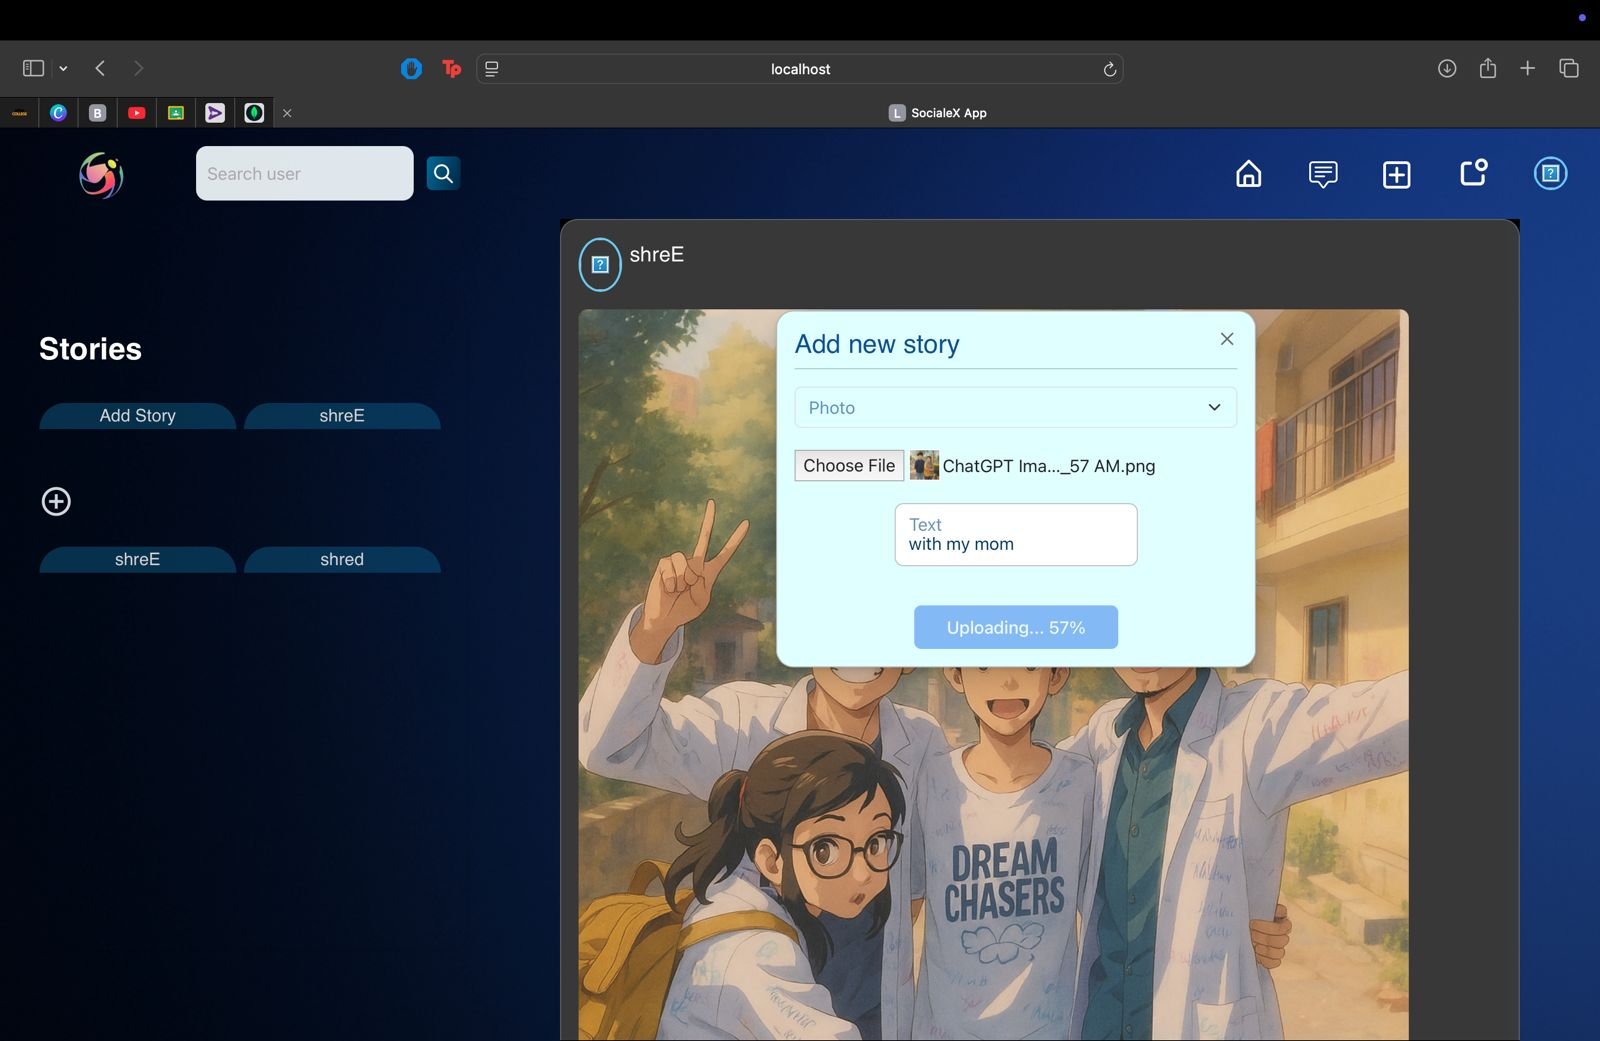 localhost
SocialeX App
Search user
shreE
Stories
Add Story
shreE
shreE
shred
Add new story
Photo
Choose File
ChatGPT Ima..._57 AM.png
Text
with my mom
Uploading... 57%
DREAM
CHASERS